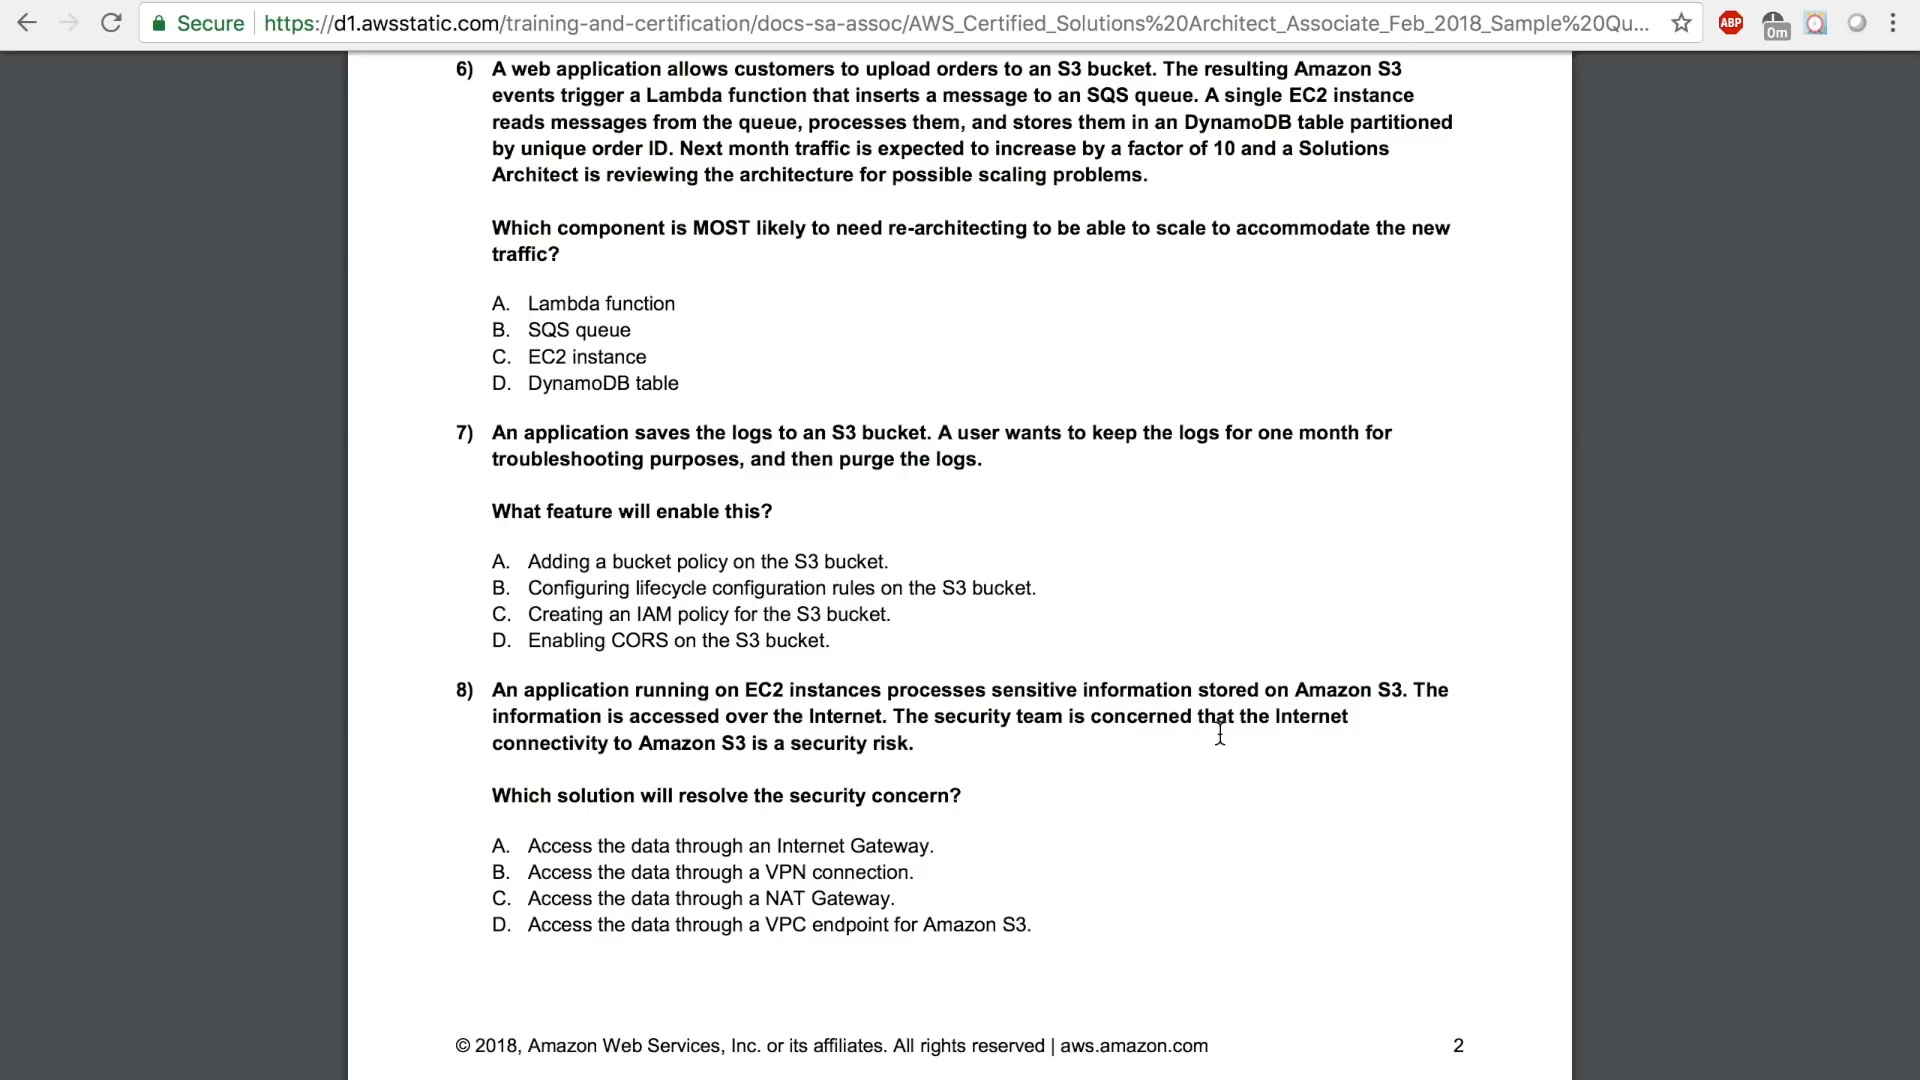 Secure https://d1.awsstatic.com/training-and-certification/docs-sa-assoc/AWS_Certified_Solutions%20Architect_Associate_Feb_2018_Sample%20Qu... ABP 0m
6) A web application allows customers to upload orders to an S3 bucket. The resulting Amazon S3
events trigger a Lambda function that inserts a message to an SQS queue. A single EC2 instance
reads messages from the queue, processes them, and stores them in an DynamoDB table partitioned
by unique order ID. Next month traffic is expected to increase by a factor of 10 and a Solutions
Architect is reviewing the architecture for possible scaling problems.
Which component is MOST likely to need re-architecting to be able to scale to accommodate the new
traffic?
A. Lambda function
B. SQS queue
C. EC2 instance
D. DynamoDB table
7) An application saves the logs to an S3 bucket. A user wants to keep the logs for one month for
troubleshooting purposes, and then purge the logs.
What feature will enable this?
A. Adding a bucket policy on the S3 bucket.
B. Configuring lifecycle configuration rules on the S3 bucket.
C. Creating an IAM policy for the S3 bucket.
D. Enabling CORS on the S3 bucket.
8) An application running on EC2 instances processes sensitive information stored on Amazon S3. The
information is accessed over the Internet. The security team is concerned that the Internet
connectivity to Amazon S3 is a security risk.
Which solution will resolve the security concern?
A. Access the data through an Internet Gateway.
B. Access the data through a VPN connection.
C. Access the data through a NAT Gateway.
D. Access the data through a VPC endpoint for Amazon S3.
© 2018, Amazon Web Services, Inc. or its affiliates. All rights reserved | aws.amazon.com 2